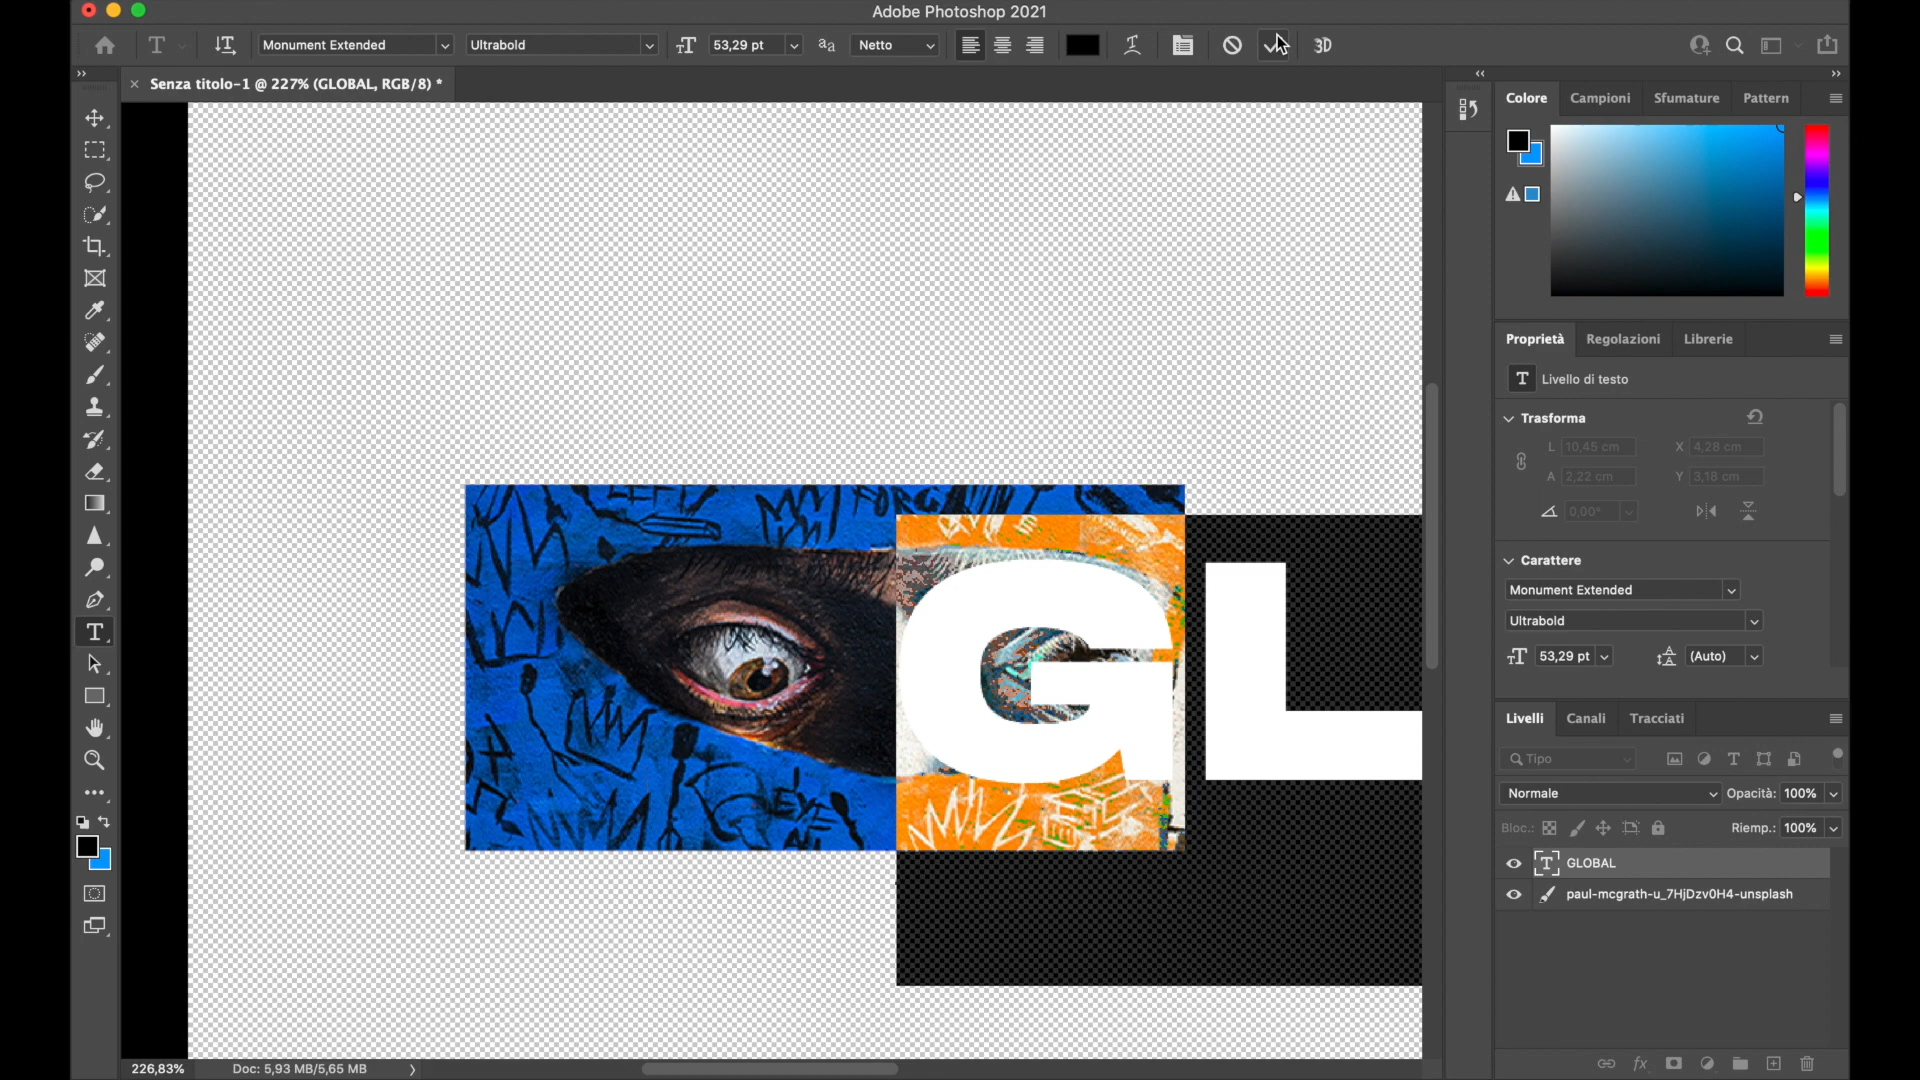 Adobe Photoshop 2021
Monument Extended
Ultrabold
53,29 pt
Netto
3D
Senza titolo-1 @ 227% (GLOBAL, RGB/8) *
Colore
Campioni
Sfumature
Pattern
Proprietà
Regolazioni
Librerie
Livello di testo
Trasforma
L 10,45 cm
X 4,28 cm
A 2,22 cm
Y 3,18 cm
0,00°
Carattere
Monument Extended
Ultrabold
53,29 pt
(Auto)
GL
Livelli
Canali
Tracciati
Tipo
Normale
Opacità: 100%
Bloc.:
Riemp.: 100%
GLOBAL
paul-mcgrath-u_7HjDzv0H4-unsplash
226,83%
Doc: 5,93 MB/5,65 MB